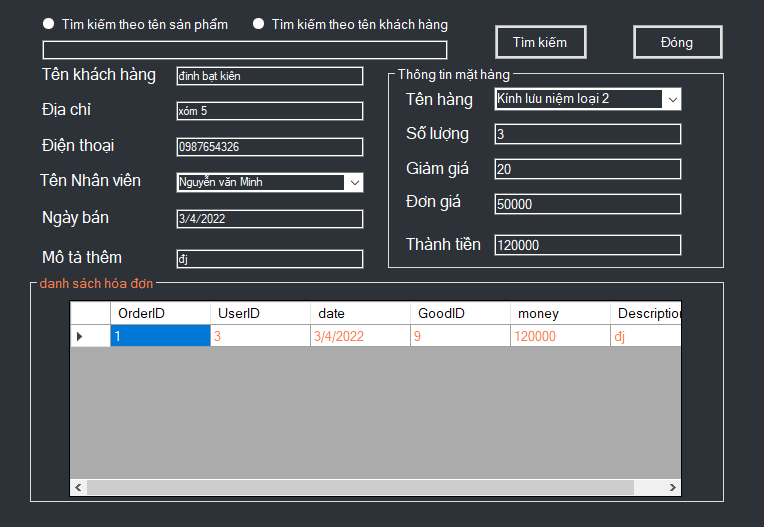 Tìm kiếm theo tên sản phẩm Tìm kiếm theo tên khách hàng
Tìm kiếm Đóng
Tên khách hàng đinh bạt kiên
Địa chỉ xóm 5
Điện thoại 0987654326
Tên Nhân viên Nguyễn văn Minh
Ngày bán 3/4/2022
Mô tả thêm đj
Thông tin mặt hàng
Tên hàng Kính lưu niệm loại 2
Số lượng 3
Giảm giá 20
Đơn giá 50000
Thành tiền 120000
danh sách hóa đơn
OrderID UserID date GoodID money Description
1 3 3/4/2022 9 120000 đj